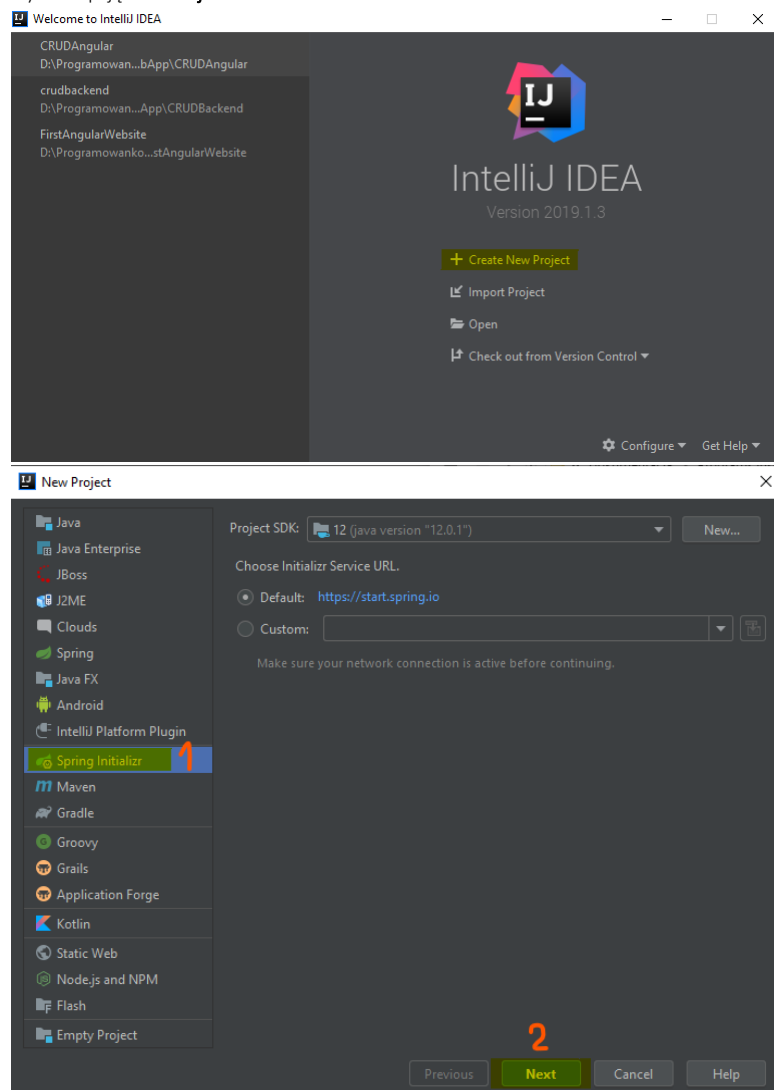 Welcome to IntelliJ IDEA
CRUDAngular
D:\Programowan...bApp\CRUDAngular
crudbackend
D:\Programowan...App\CRUDBackend
FirstAngularWebsite
D:\Programowanko...stAngularWebsite
IJ
IntelliJ IDEA
Version 2019.1.3
Create New Project
Import Project
Open
Check out from Version Control
Configure
Get Help
New Project
Java
Java Enterprise
JBoss
J2ME
Clouds
Spring
Java FX
Android
IntelliJ Platform Plugin
Spring Initializr
1
Maven
Gradle
Groovy
Grails
Application Forge
Kotlin
Static Web
Node.js and NPM
Flash
Empty Project
Project SDK: 12 (java version "12.0.1") New...
Choose Initializr Service URL.
Default: https://start.spring.io
Custom:
Make sure your network connection is active before continuing.
2
Previous Next Cancel Help